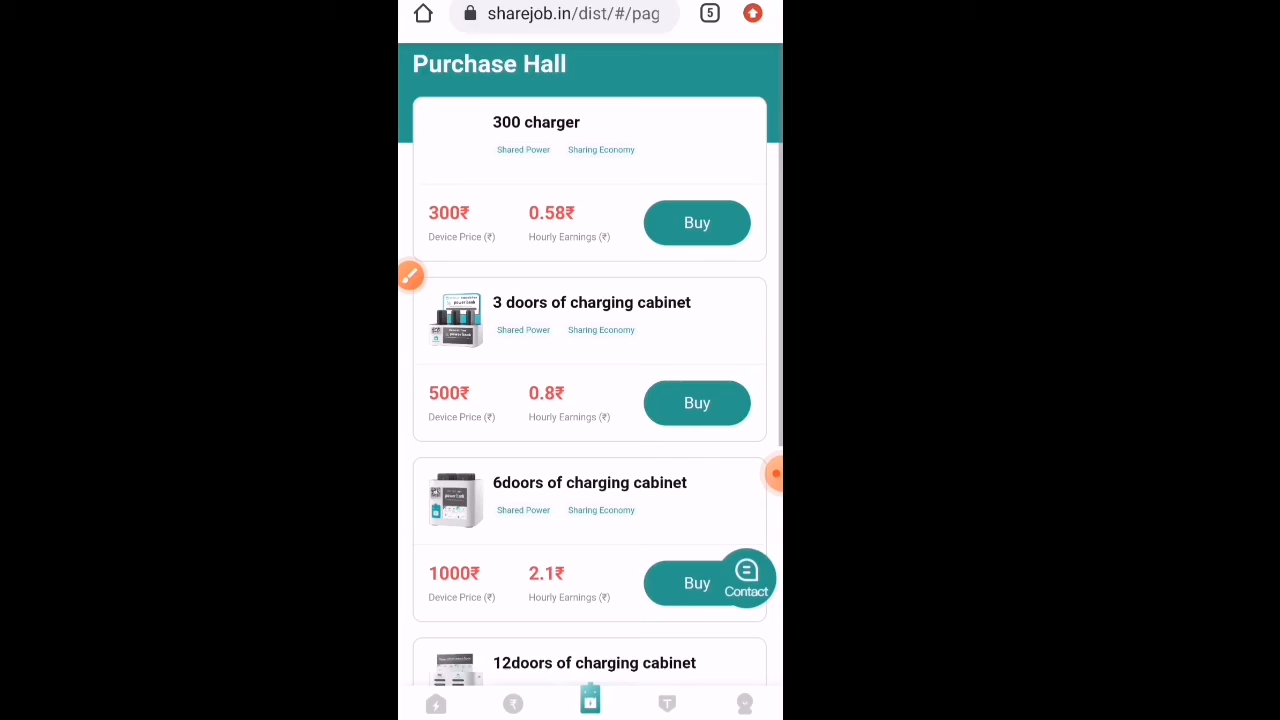 sharejob.in/dist/#/pag
5
Purchase Hall
300 charger
Shared Power Sharing Economy
300₹ 0.58₹ Buy
Device Price (₹) Hourly Earnings (₹)
3 doors of charging cabinet
Shared Power Sharing Economy
500₹ 0.8₹ Buy
Device Price (₹) Hourly Earnings (₹)
6doors of charging cabinet
Shared Power Sharing Economy
1000₹ 2.1₹ Buy
Device Price (₹) Hourly Earnings (₹)
Contact
12doors of charging cabinet